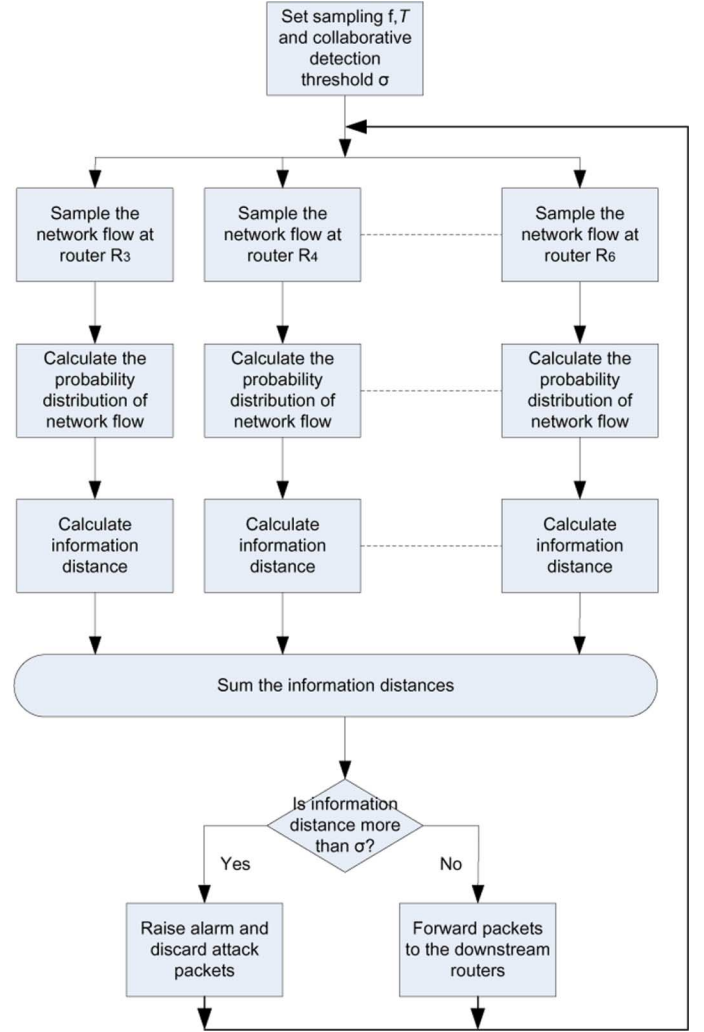 Set sampling f,T
and collaborative
detection
threshold σ
Sample the
network flow at
router R3
Sample the
network flow at
router R4
Sample the
network flow at
router R6
Calculate the
probability
distribution of
network flow
Calculate the
probability
distribution of
network flow
Calculate the
probability
distribution of
network flow
Calculate
information
distance
Calculate
information
distance
Calculate
information
distance
Sum the information distances
Is information
distance more
than σ?
Yes
No
Raise alarm and
discard attack
packets
Forward packets
to the downstream
routers